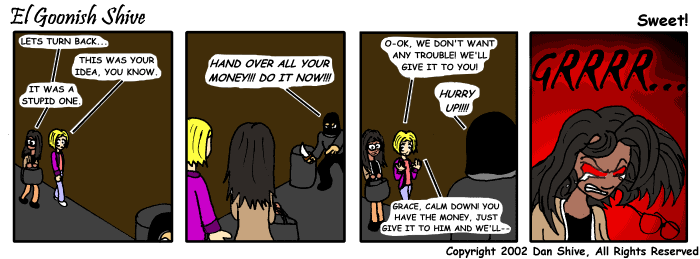 El Goonish Shive
Sweet!
LETS TURN BACK...
THIS WAS YOUR
IDEA, YOU KNOW.
IT WAS A
STUPID ONE.
HAND OVER ALL YOUR
MONEY!!! DO IT NOW!!!
O-OK, WE DON'T WANT
ANY TROUBLE! WE'LL
GIVE IT TO YOU!
HURRY
UP!!!!
GRACE, CALM DOWN! YOU
HAVE THE MONEY, JUST
GIVE IT TO HIM AND WE'LL--
GRRRR...
Copyright 2002 Dan Shive, All Rights Reserved